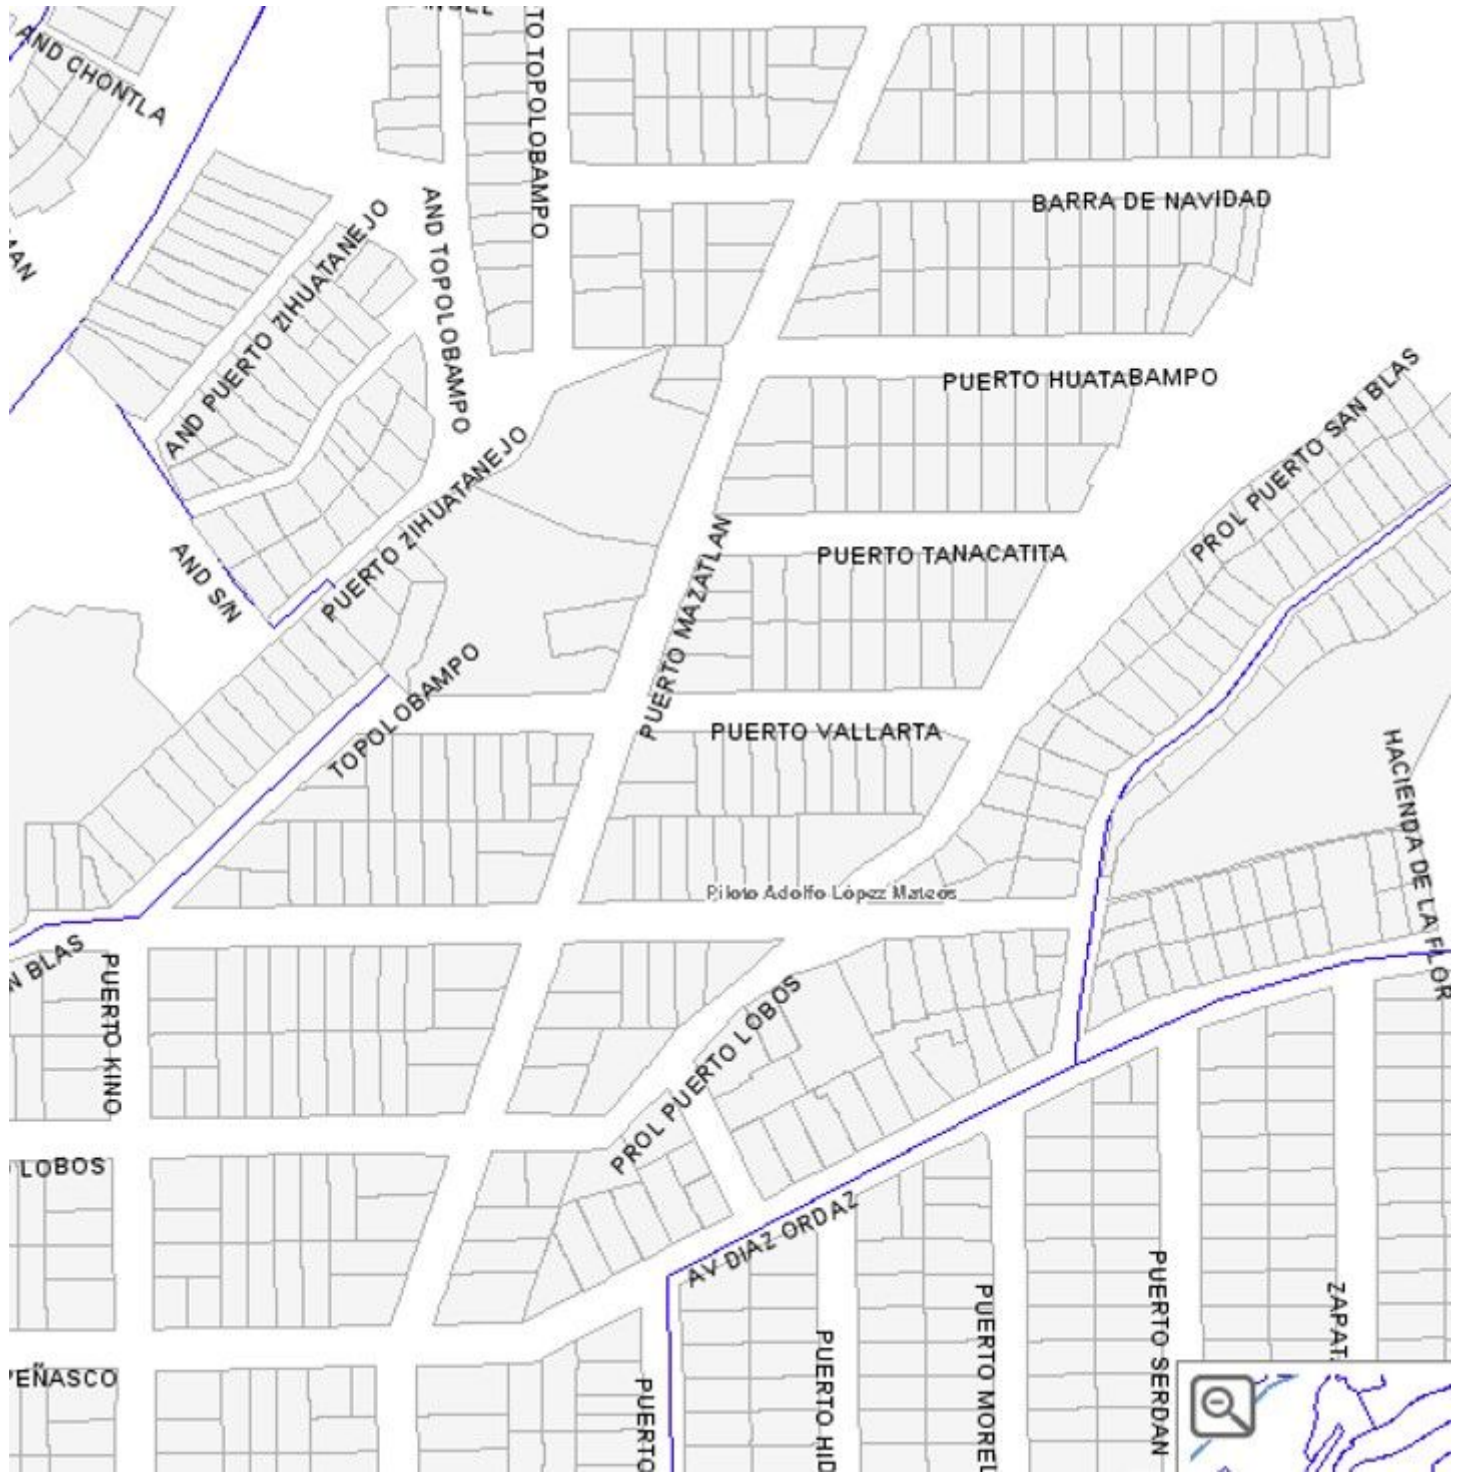 AND CHONTLA
TO TOPOLOBAMPO
BARRA DE NAVIDAD
AND PUERTO ZIHUATANEJO
AND TOPOLOBAMPO
PUERTO HUATABAMPO
PROL PUERTO SAN BLAS
PUERTO ZIHUATANEJO
AND S/N
PUERTO TANACATITA
PUERTO MAZATLAN
TOPOLOBAMPO
PUERTO VALLARTA
HACIENDA DE LA FLOR
Piloto Adolfo López Mateos
N BLAS
PUERTO KINO
PROL PUERTO LOBOS
LOBOS
AV DIAZ ORDAZ
PUERTO SERDAN
ZAPAT
PUERTO MOREL
PUERTO HID
EÑASCO
PUERTO